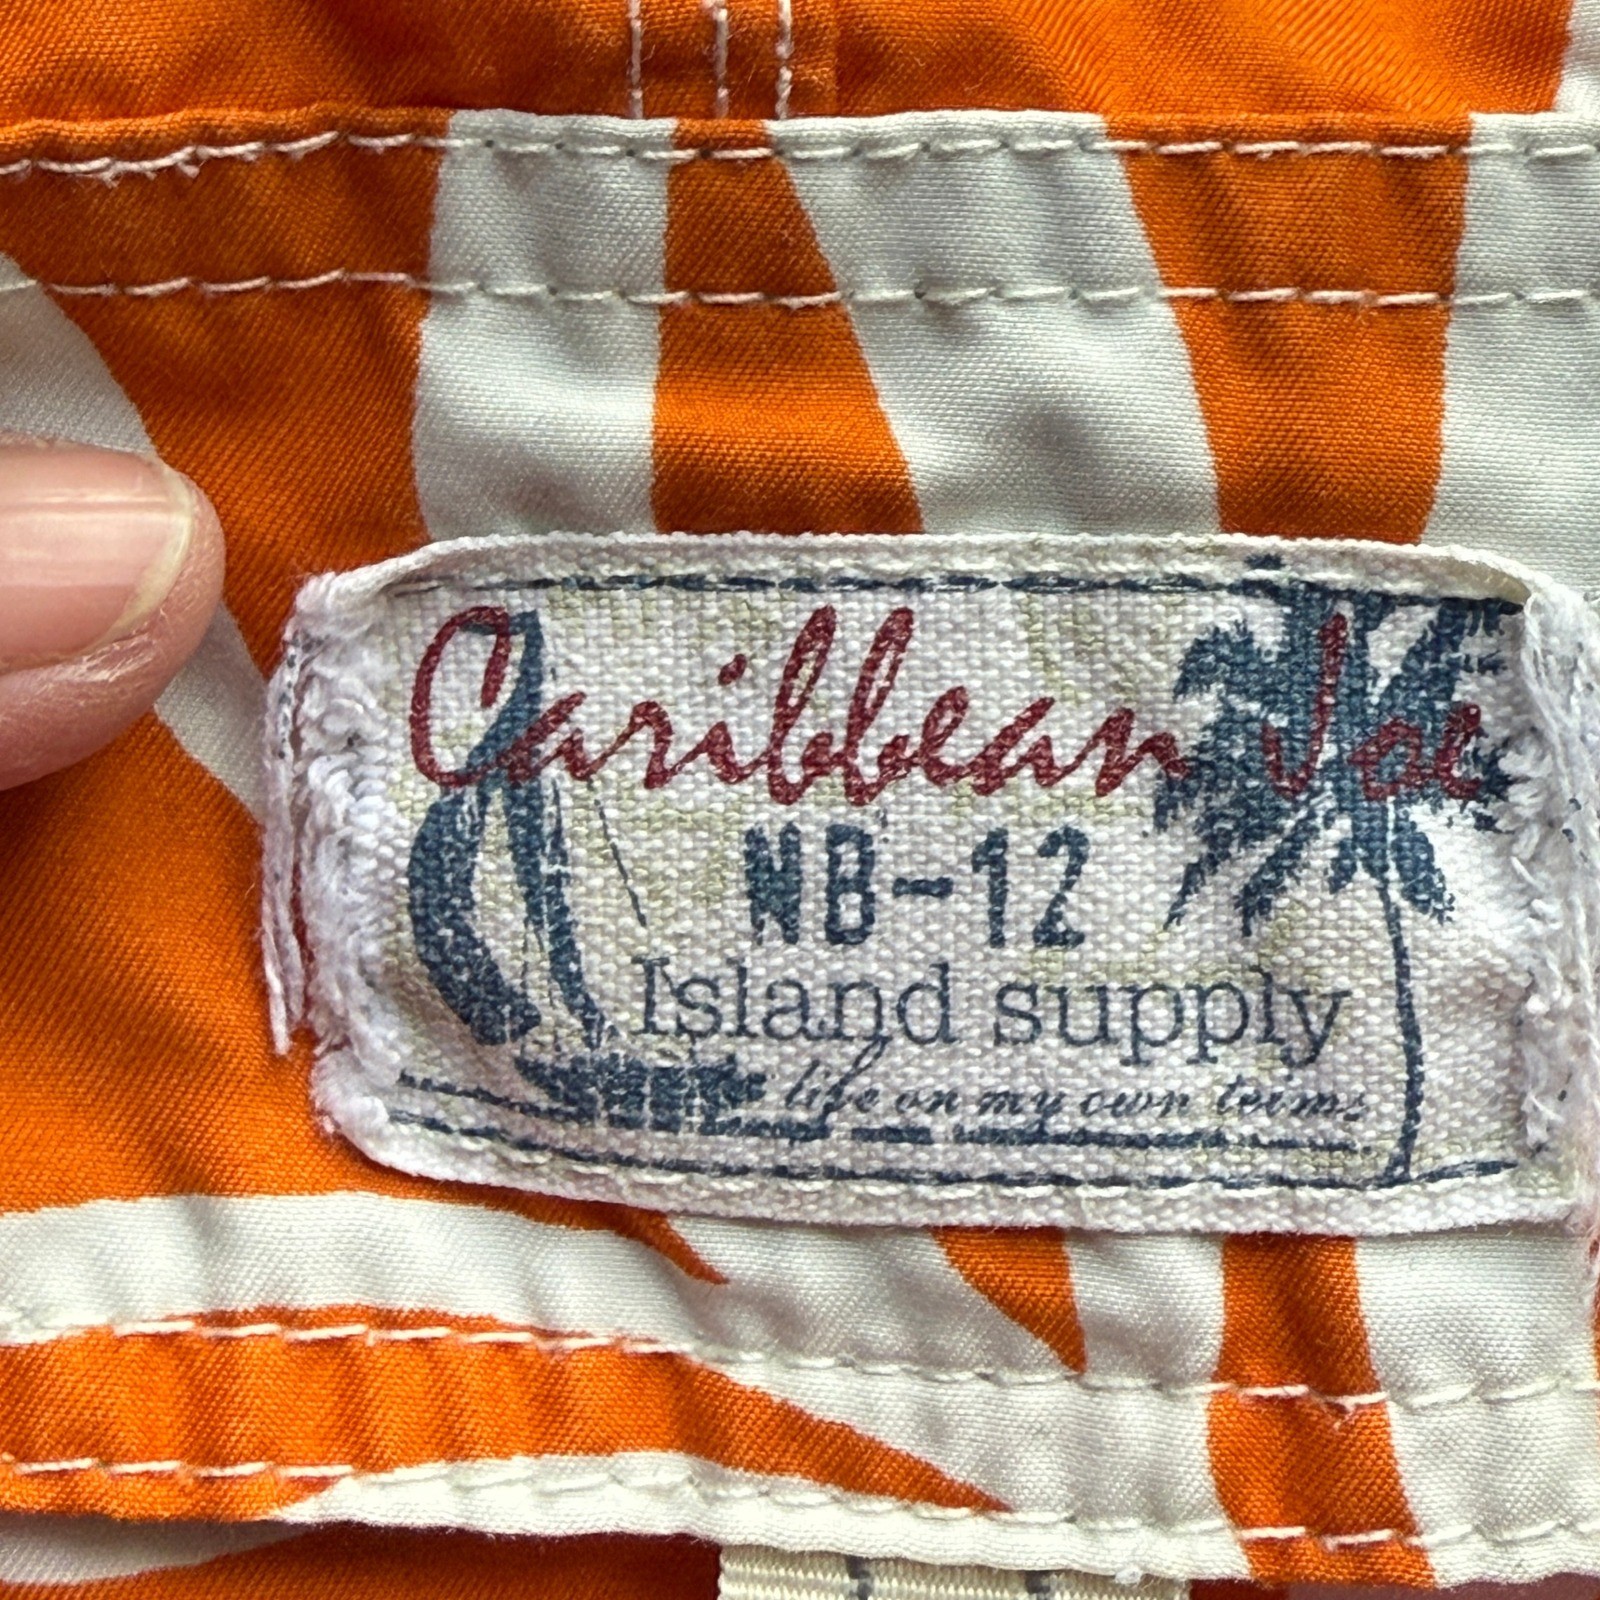 Caribbean Joe
NB-12
Island supply
life on my own terms